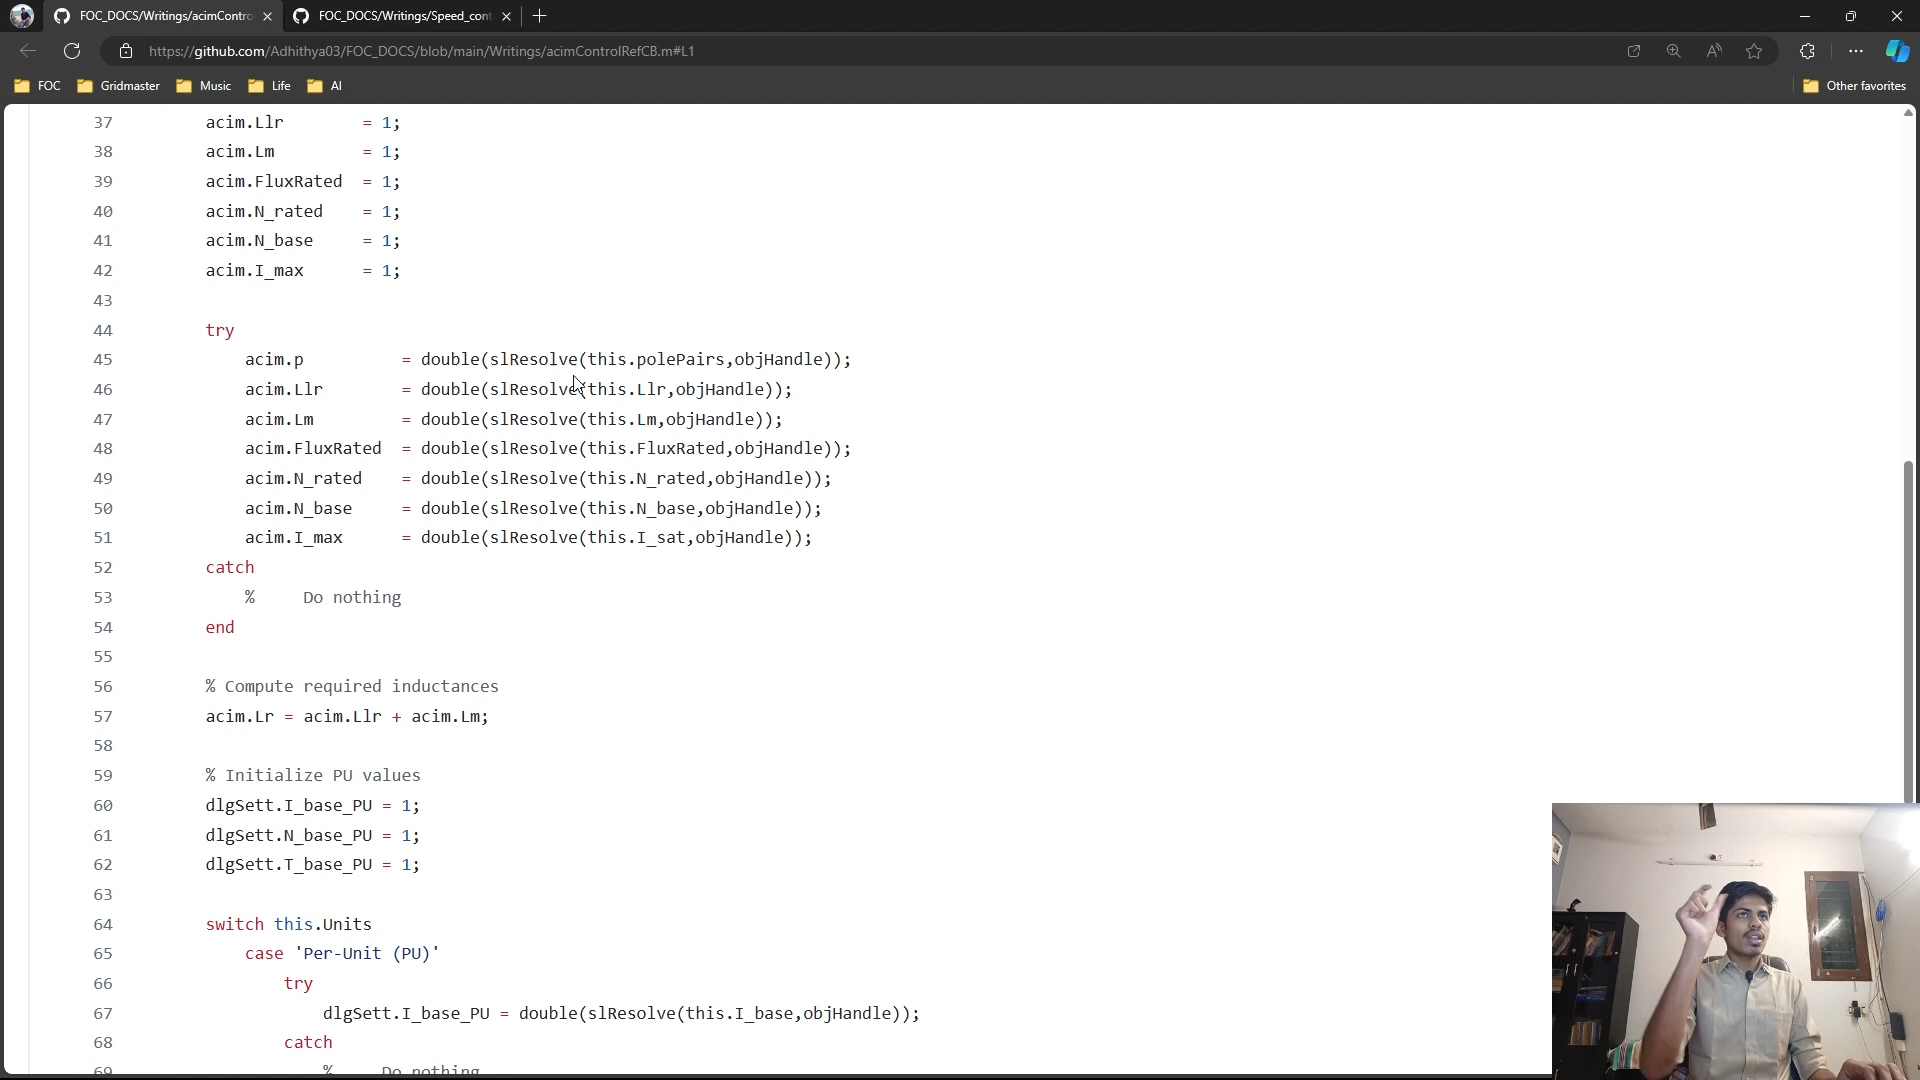 FOC_DOCS/Writings/acimContro
FOC_DOCS/Writings/Speed_cont
https://github.com/Adhithya03/FOC_DOCS/blob/main/Writings/acimControlRefCB.m#L1
FOC
Gridmaster
Music
Life
AI
Other favorites
37 acim.Llr = 1;
38 acim.Lm = 1;
39 acim.FluxRated = 1;
40 acim.N_rated = 1;
41 acim.N_base = 1;
42 acim.I_max = 1;
43
44 try
45 acim.p = double(slResolve(this.polePairs,objHandle));
46 acim.Llr = double(slResolve(this.Llr,objHandle));
47 acim.Lm = double(slResolve(this.Lm,objHandle));
48 acim.FluxRated = double(slResolve(this.FluxRated,objHandle));
49 acim.N_rated = double(slResolve(this.N_rated,objHandle));
50 acim.N_base = double(slResolve(this.N_base,objHandle));
51 acim.I_max = double(slResolve(this.I_sat,objHandle));
52 catch
53 % Do nothing
54 end
55
56 % Compute required inductances
57 acim.Lr = acim.Llr + acim.Lm;
58
59 % Initialize PU values
60 dlgSett.I_base_PU = 1;
61 dlgSett.N_base_PU = 1;
62 dlgSett.T_base_PU = 1;
63
64 switch this.Units
65 case 'Per-Unit (PU)'
66 try
67 dlgSett.I_base_PU = double(slResolve(this.I_base,objHandle));
68 catch
69 % Do nothing